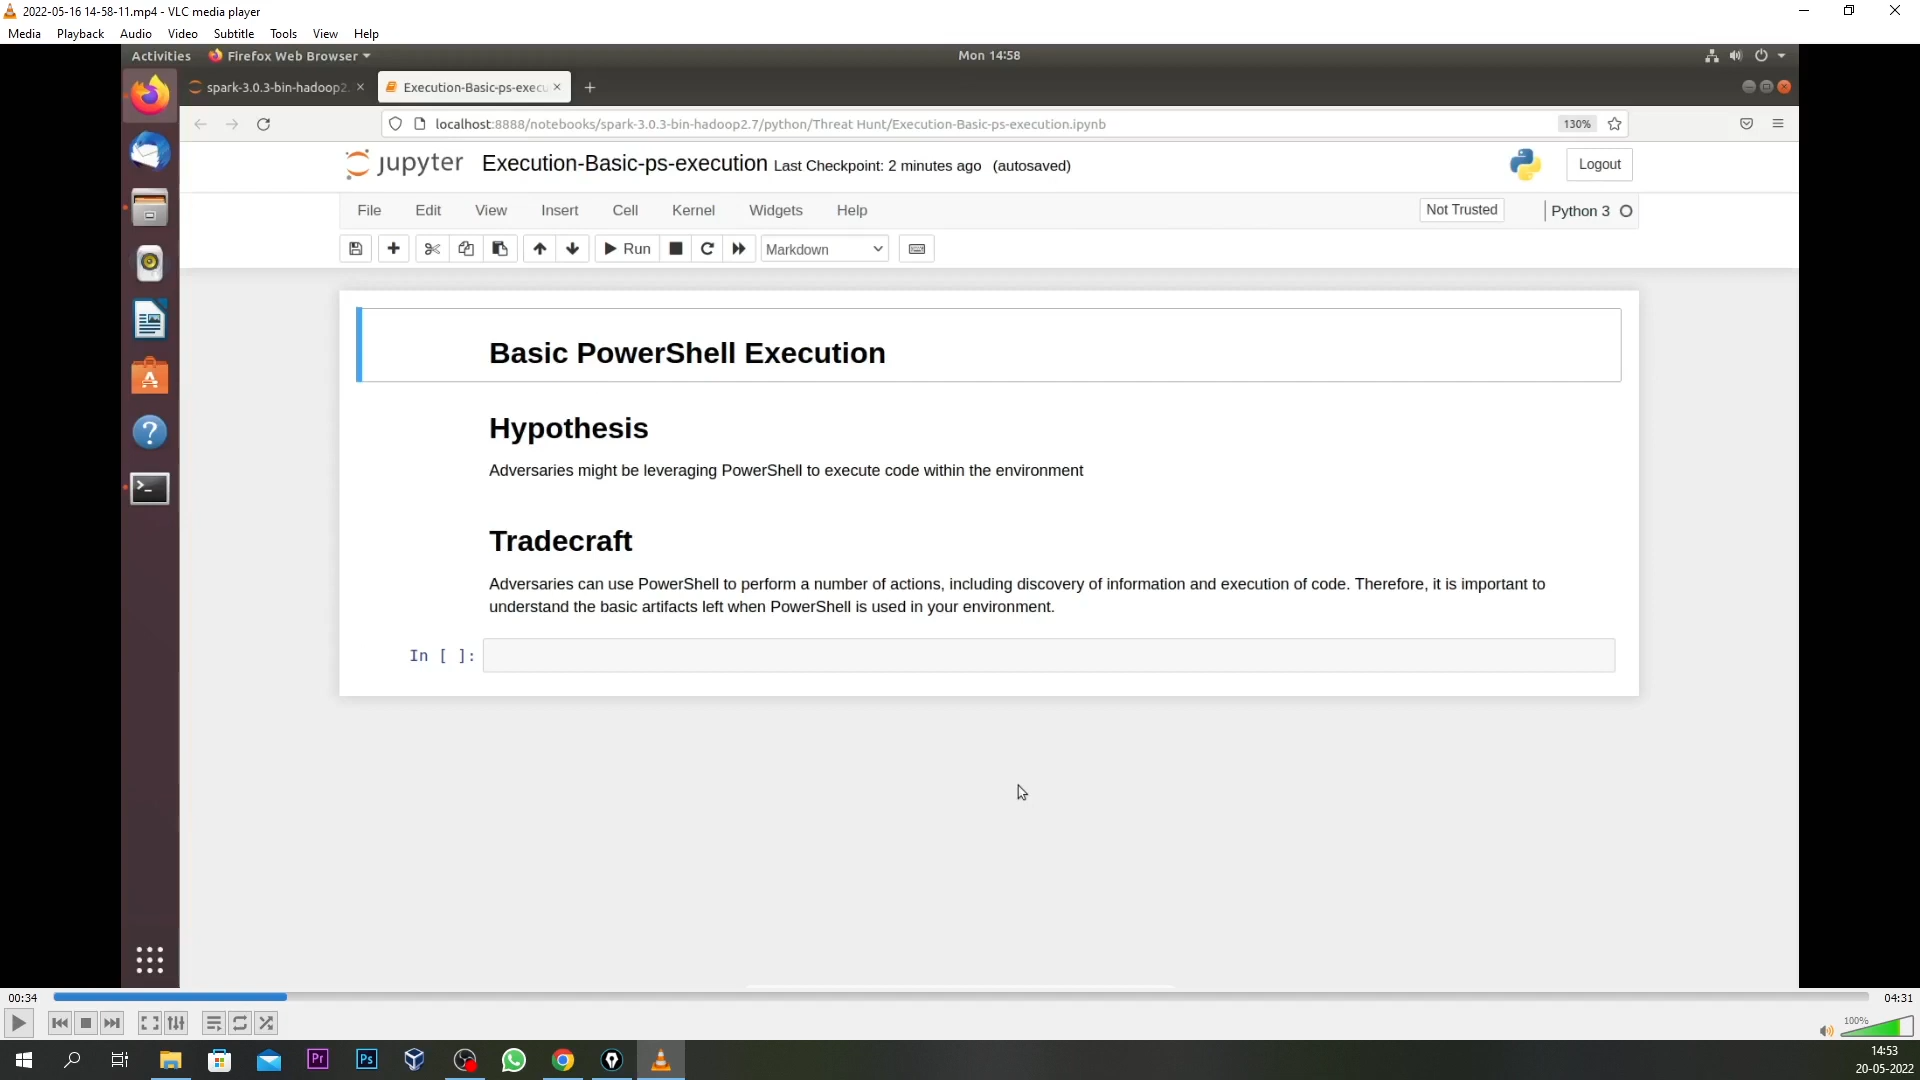 2022-05-16 14-58-11.mp4 - VLC media player
Media Playback Audio Video Subtitle Tools View Help
Activities Firefox Web Browser Mon 14:58
spark-3.0.3-bin-hadoop2. Execution-Basic-ps-execu
localhost:8888/notebooks/spark-3.0.3-bin-hadoop2.7/python/Threat Hunt/Execution-Basic-ps-execution.ipynb 130%
jupyter Execution-Basic-ps-execution Last Checkpoint: 2 minutes ago (autosaved) Logout
File Edit View Insert Cell Kernel Widgets Help Not Trusted Python 3
Run Markdown
Basic PowerShell Execution
Hypothesis
Adversaries might be leveraging PowerShell to execute code within the environment
Tradecraft
Adversaries can use PowerShell to perform a number of actions, including discovery of information and execution of code. Therefore, it is important to
understand the basic artifacts left when PowerShell is used in your environment.
In [ ]:
00:34 04:31
100%
Pr Ps
14:53
20-05-2022